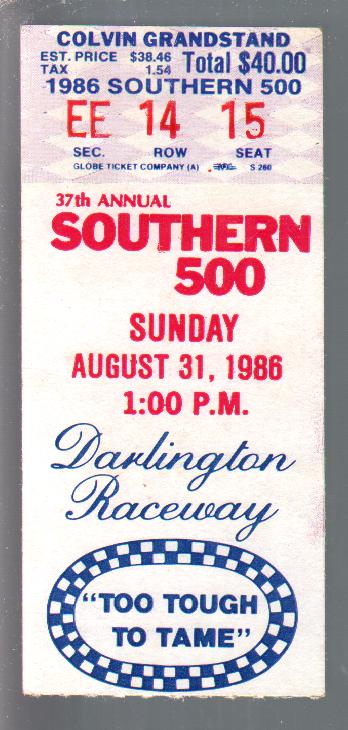 COLVIN GRANDSTAND
EST. PRICE $38.46 Total $40.00
TAX 1.54
1986 SOUTHERN 500
EE 14 15
SEC. ROW SEAT
GLOBE TICKET COMPANY (A) S 260
37th ANNUAL
SOUTHERN
500
SUNDAY
AUGUST 31, 1986
1:00 P.M.
Darlington
Raceway
"TOO TOUGH
TO TAME"